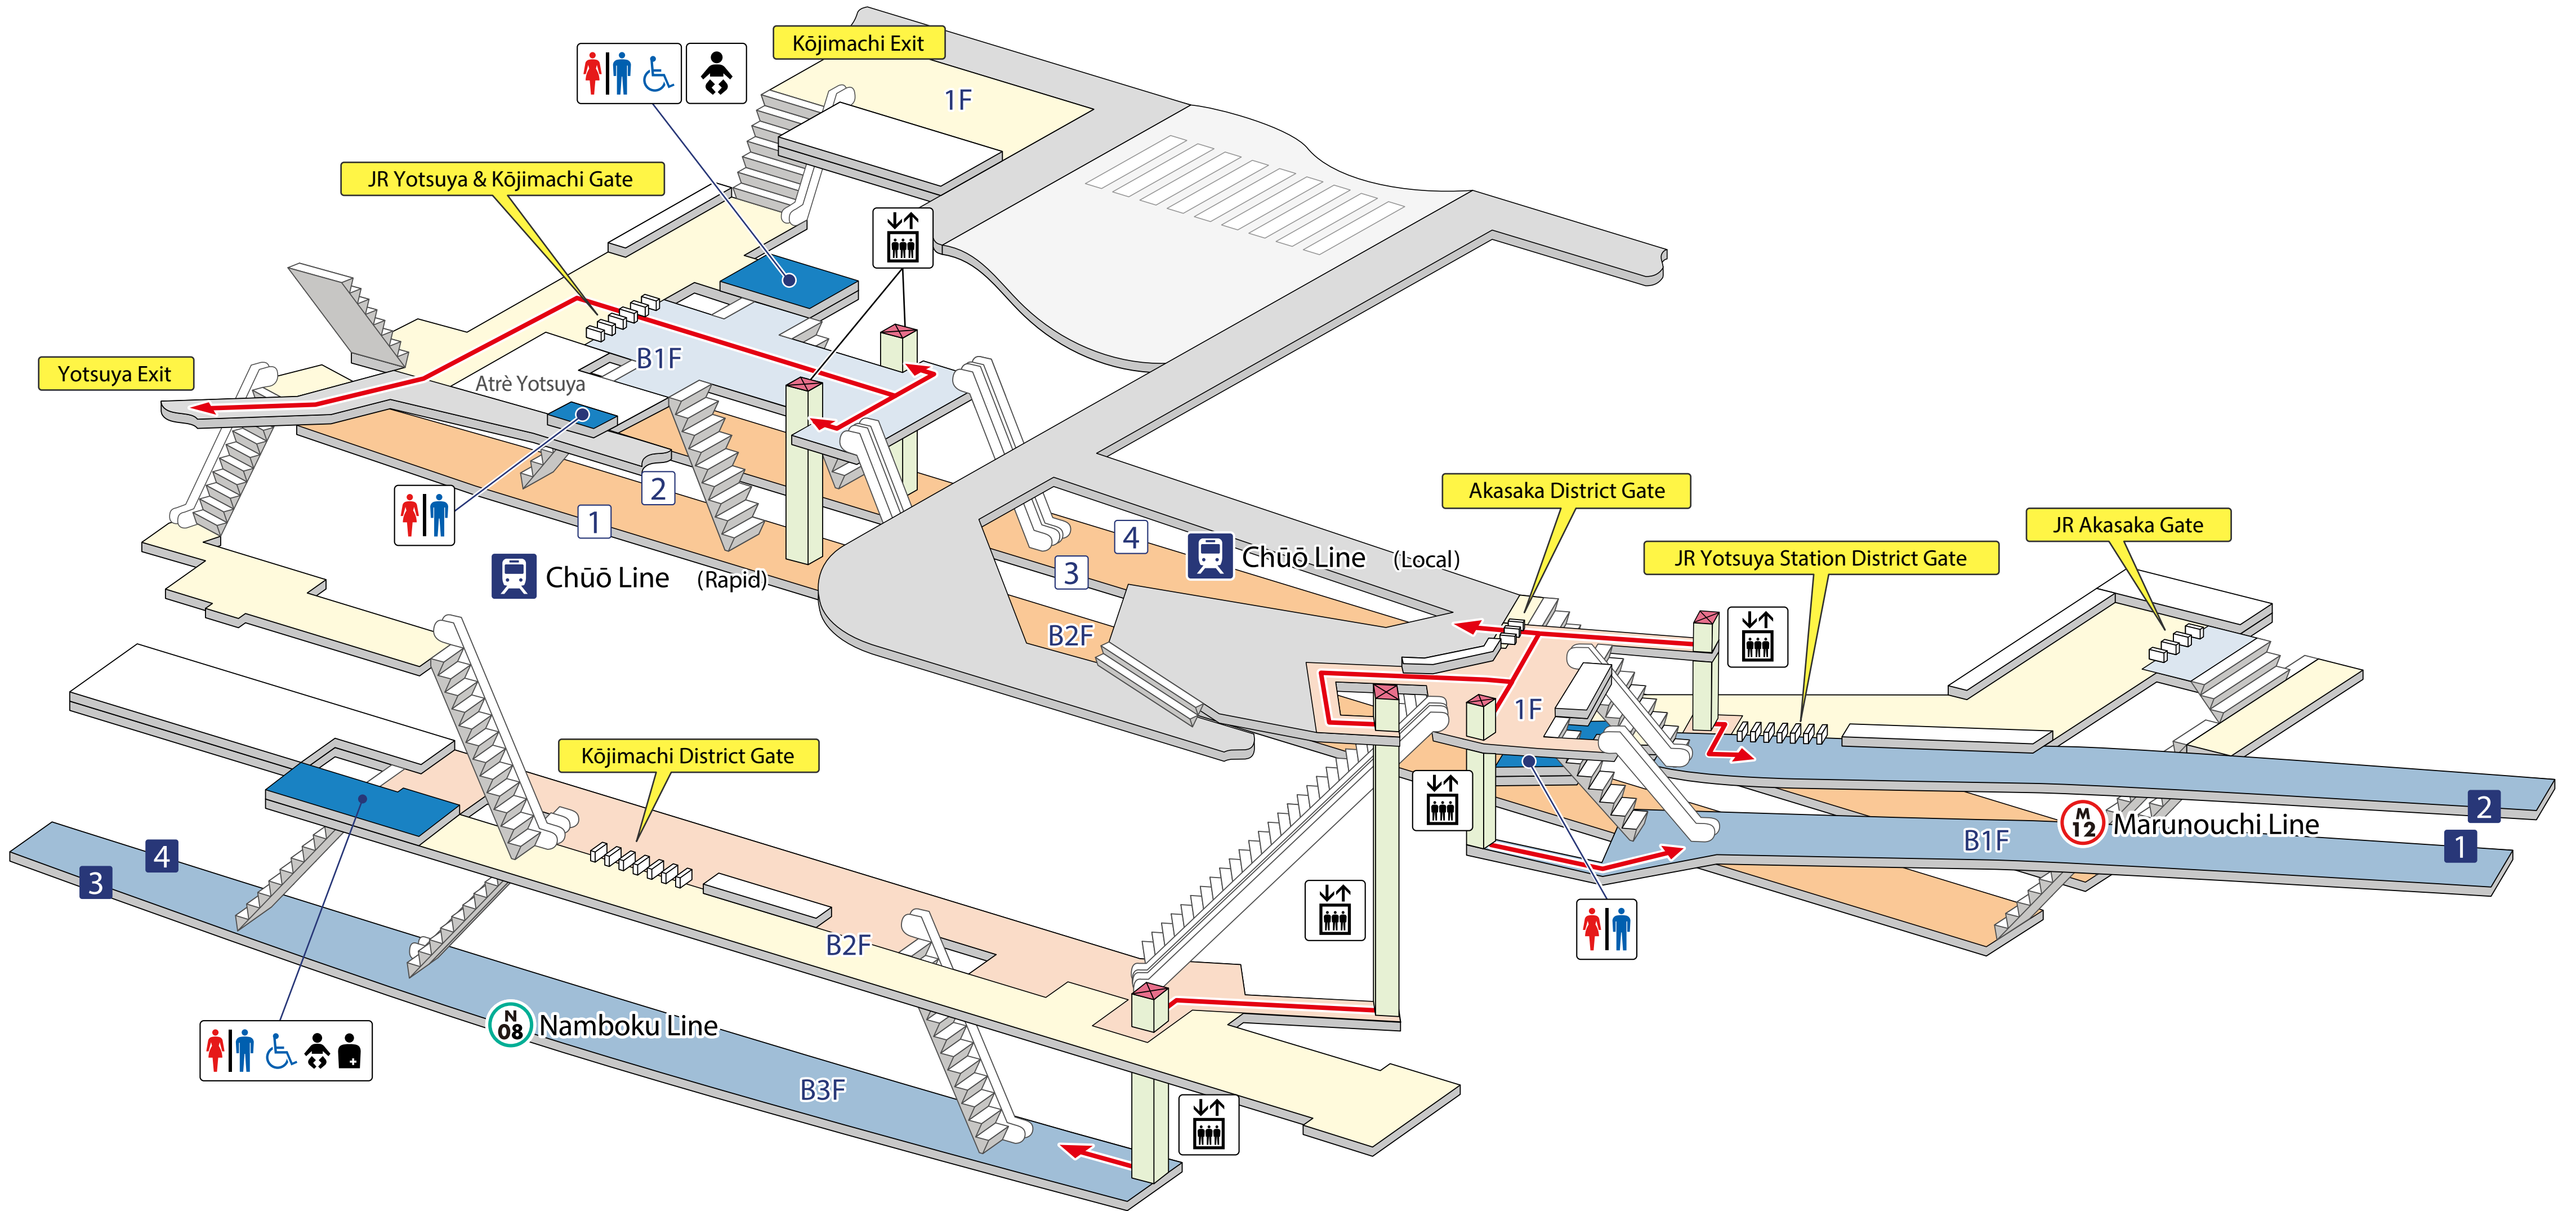 Kōjimachi Exit
1F
JR Yotsuya & Kōjimachi Gate
B1F
Yotsuya Exit
Atrè Yotsuya
2
1
Chūō Line (Rapid)
4
3
Chūō Line (Local)
B2F
Akasaka District Gate
JR Yotsuya Station District Gate
JR Akasaka Gate
1F
2
M
12
Marunouchi Line
B1F
1
Kōjimachi District Gate
4
3
B2F
N
08
Namboku Line
B3F